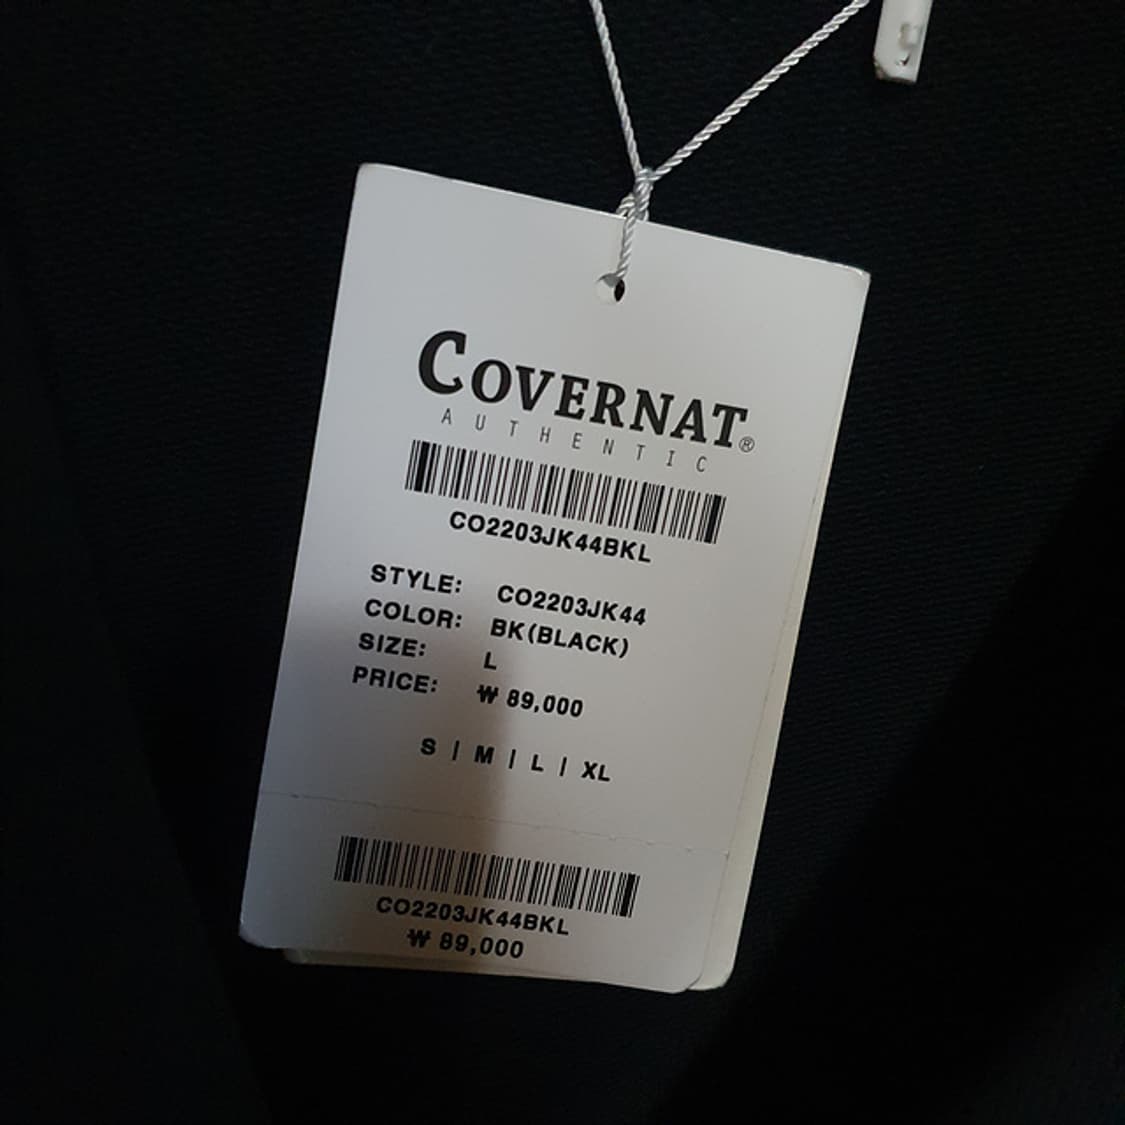 COVERNAT®
AUTHENTIC
CO2203JK44BKL
STYLE: CO2203JK44
COLOR: BK(BLACK)
SIZE: L
PRICE: ₩ 89,000
S | M | L | XL
CO2203JK44BKL
₩ 89,000